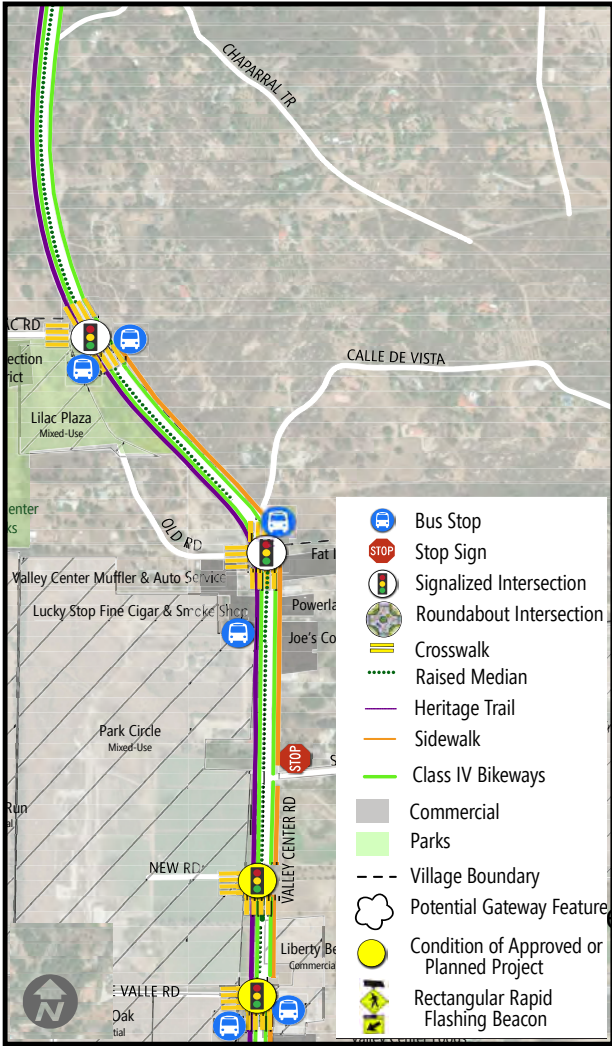 CHAPARRAL TR
AC RD
CALLE DE VISTA
ection
rict
Lilac Plaza
Mixed-Use
enter
ks
OLD RD
Fat
Valley Center Muffler & Auto Service
Lucky Stop Fine Cigar & Smoke Shop
Powerla
Joe's Co
Park Circle
Mixed-Use
STOP
S
Run
al
NEW RD
VALLEY CENTER RD
Liberty Be
Commercia
E VALLE RD
Oak
tial
N
Bus Stop
STOP
Stop Sign
Signalized Intersection
Roundabout Intersection
Crosswalk
Raised Median
Heritage Trail
Sidewalk
Class IV Bikeways
Commercial
Parks
Village Boundary
Potential Gateway Feature
Condition of Approved or
Planned Project
Rectangular Rapid
Flashing Beacon